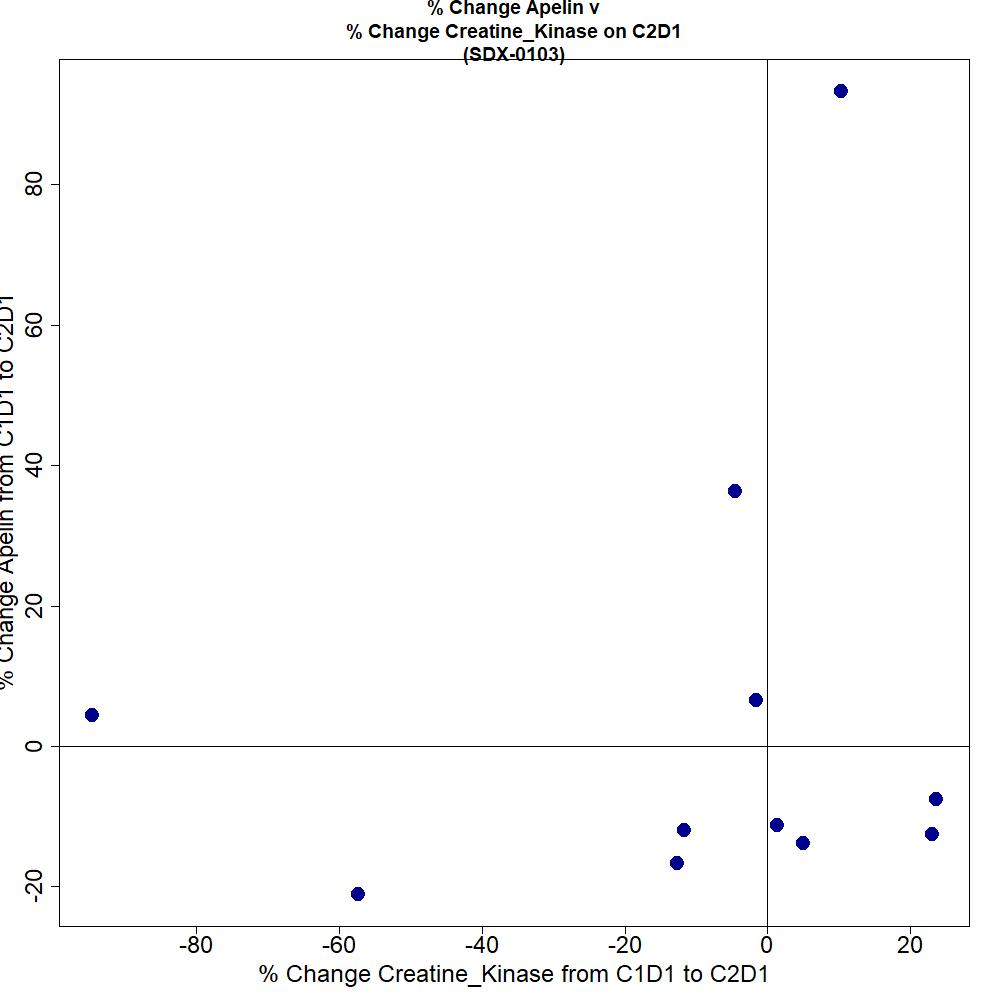 % Change Apelin v
% Change Creatine_Kinase on C2D1
(SDX-0103)
% Change Apelin from C1D1 to C2D1
80
60
40
20
0
-20
-80
-60
-40
-20
0
20
% Change Creatine_Kinase from C1D1 to C2D1